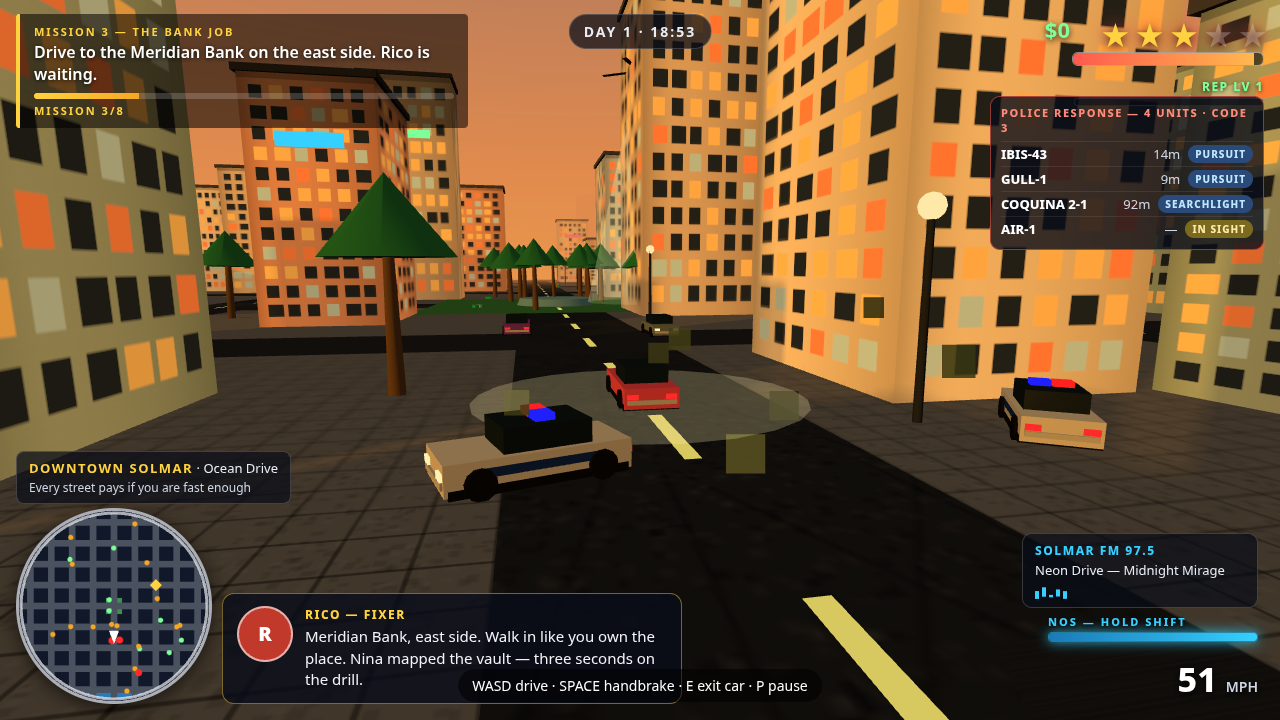 MISSION 3 — THE BANK JOB
Drive to the Meridian Bank on the east side. Rico is
waiting.
MISSION 3/8
DAY 1 · 18:53
$0
REP LV 1
POLICE RESPONSE — 4 UNITS · CODE
3
IBIS-43 14m PURSUIT
GULL-1 9m PURSUIT
COQUINA 2-1 92m SEARCHLIGHT
AIR-1 — IN SIGHT
DOWNTOWN SOLMAR · Ocean Drive
Every street pays if you are fast enough
R
RICO — FIXER
Meridian Bank, east side. Walk in like you own the
place. Nina mapped the vault — three seconds on
the drill.
WASD drive · SPACE handbrake · E exit car · P pause
SOLMAR FM 97.5
Neon Drive — Midnight Mirage
NOS — HOLD SHIFT
51 MPH